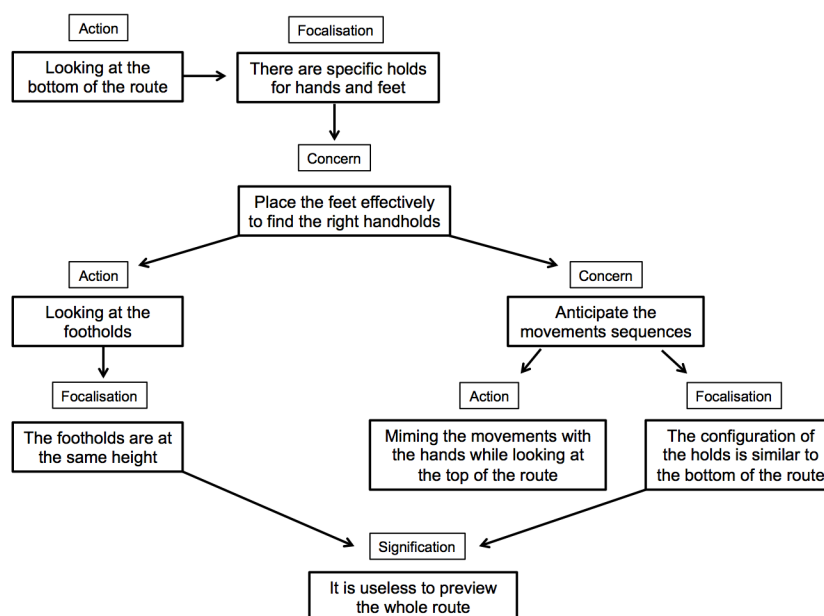 Action
Focalisation
Looking at the
bottom of the route
There are specific holds
for hands and feet
Concern
Place the feet effectively
to find the right handholds
Action
Concern
Looking at the
footholds
Anticipate the
movements sequences
Focalisation
Action
Focalisation
The footholds are at
the same height
Miming the movements with
the hands while looking at
the top of the route
The configuration of
the holds is similar to
the bottom of the route
Signification
It is useless to preview
the whole route